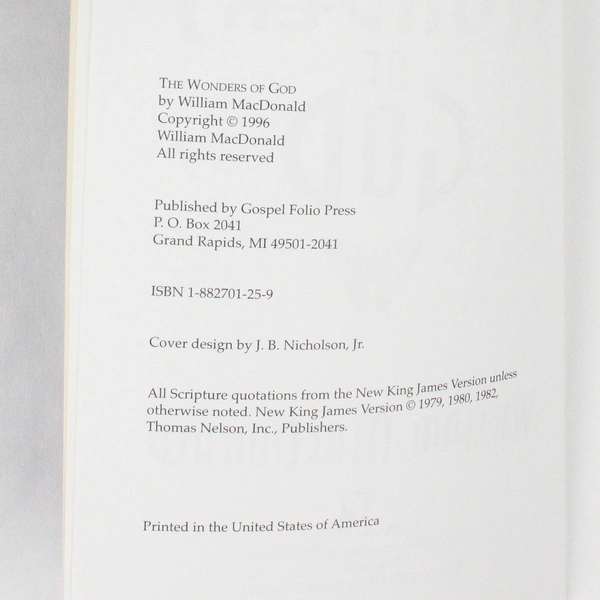 THE WONDERS OF GOD
by William MacDonald
Copyright © 1996
William MacDonald
All rights reserved
Published by Gospel Folio Press
P. O. Box 2041
Grand Rapids, MI 49501-2041
ISBN 1-882701-25-9
Cover design by J. B. Nicholson, Jr.
All Scripture quotations from the New King James Version unless
otherwise noted. New King James Version © 1979, 1980, 1982,
Thomas Nelson, Inc., Publishers.
Printed in the United States of America